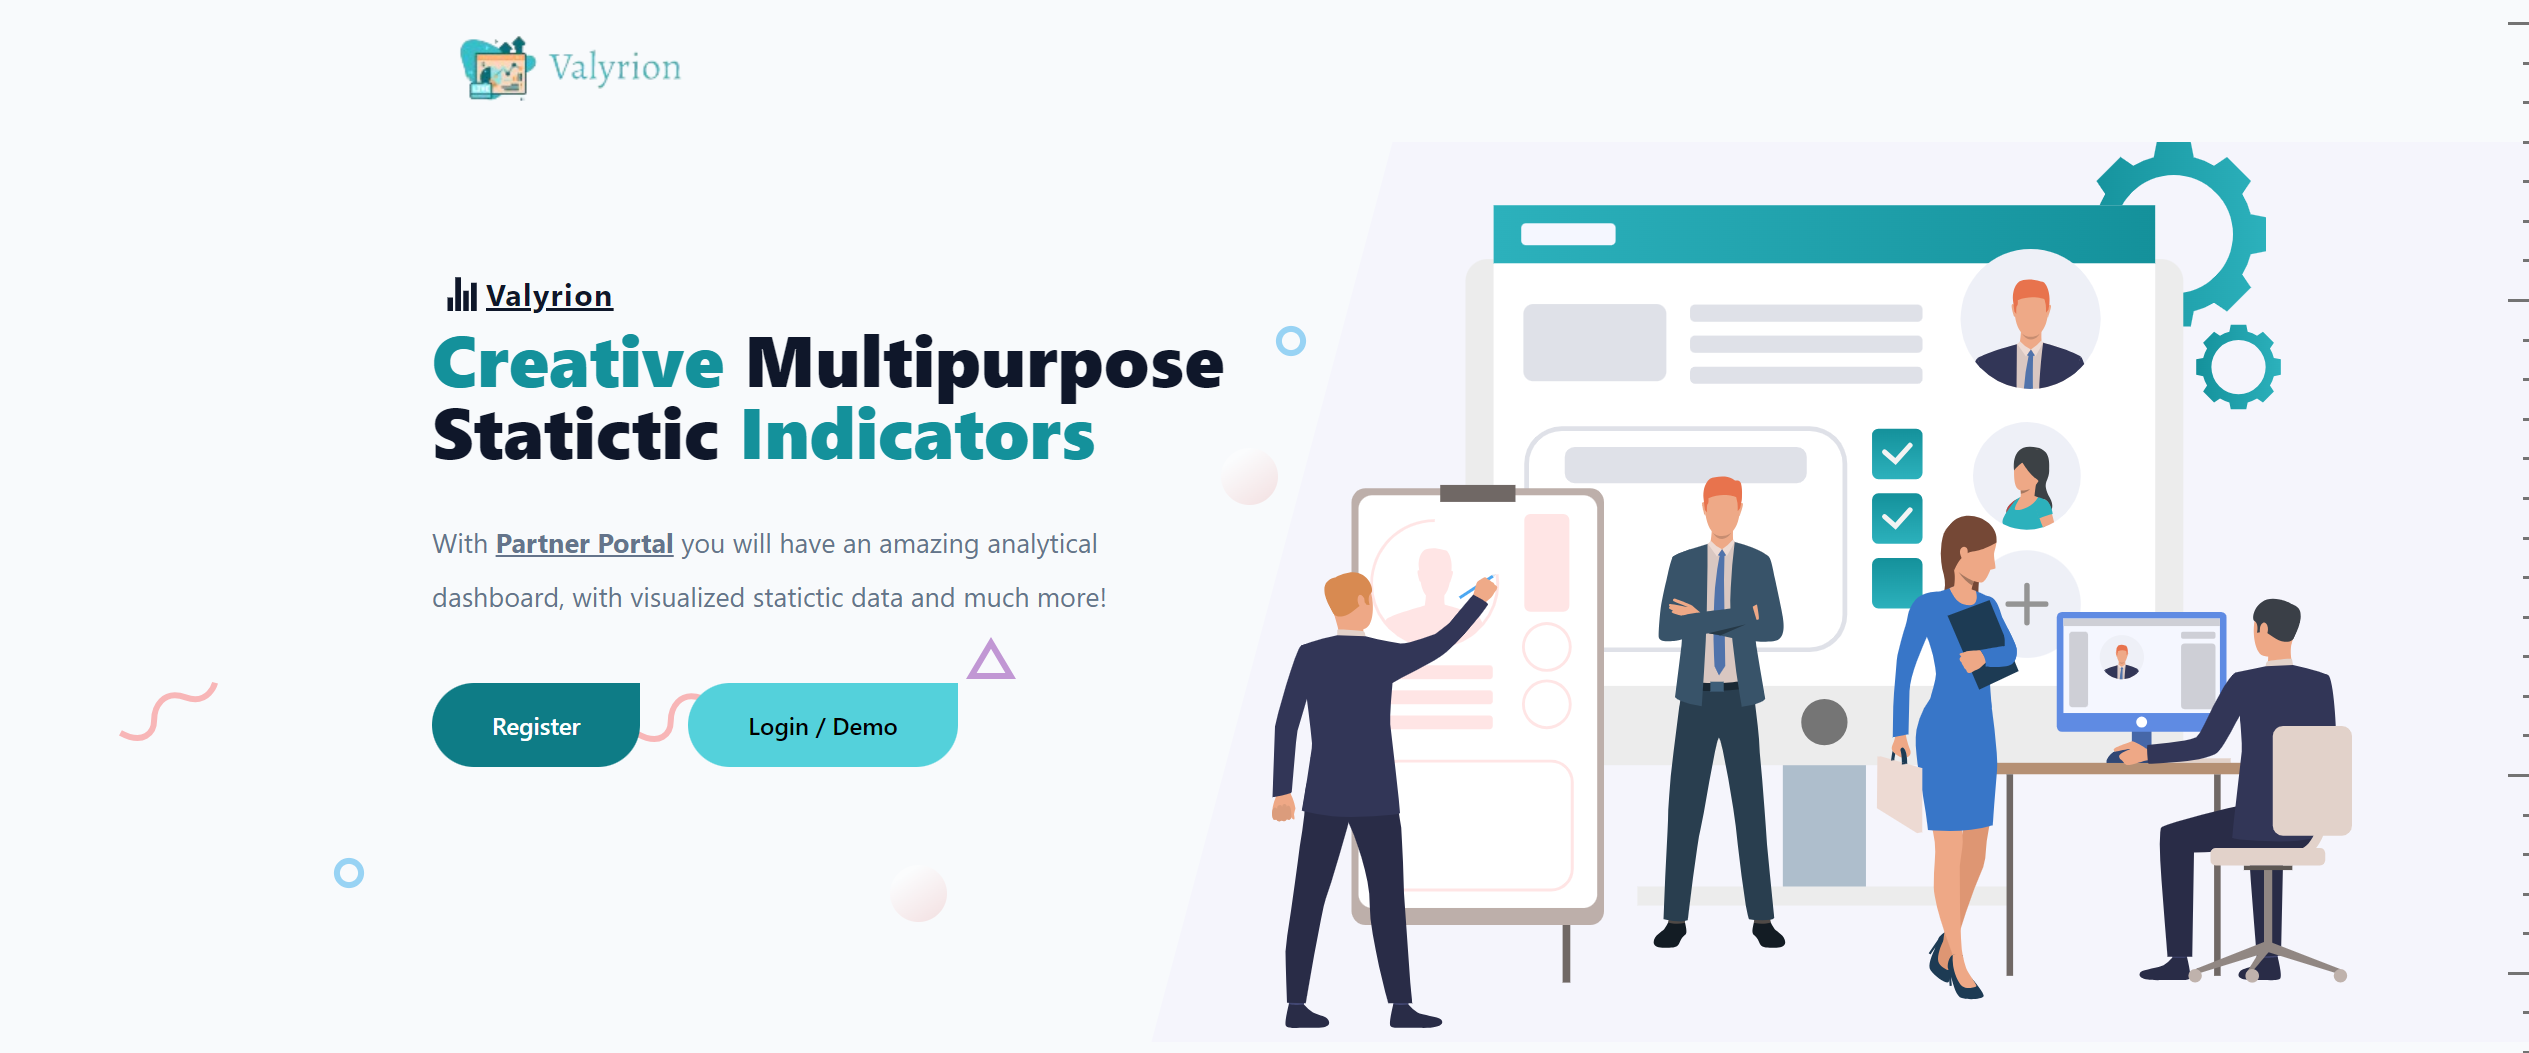 Valyrion
Valyrion
Creative Multipurpose
Statictic Indicators
With Partner Portal you will have an amazing analytical
dashboard, with visualized statictic data and much more!
Register
Login / Demo